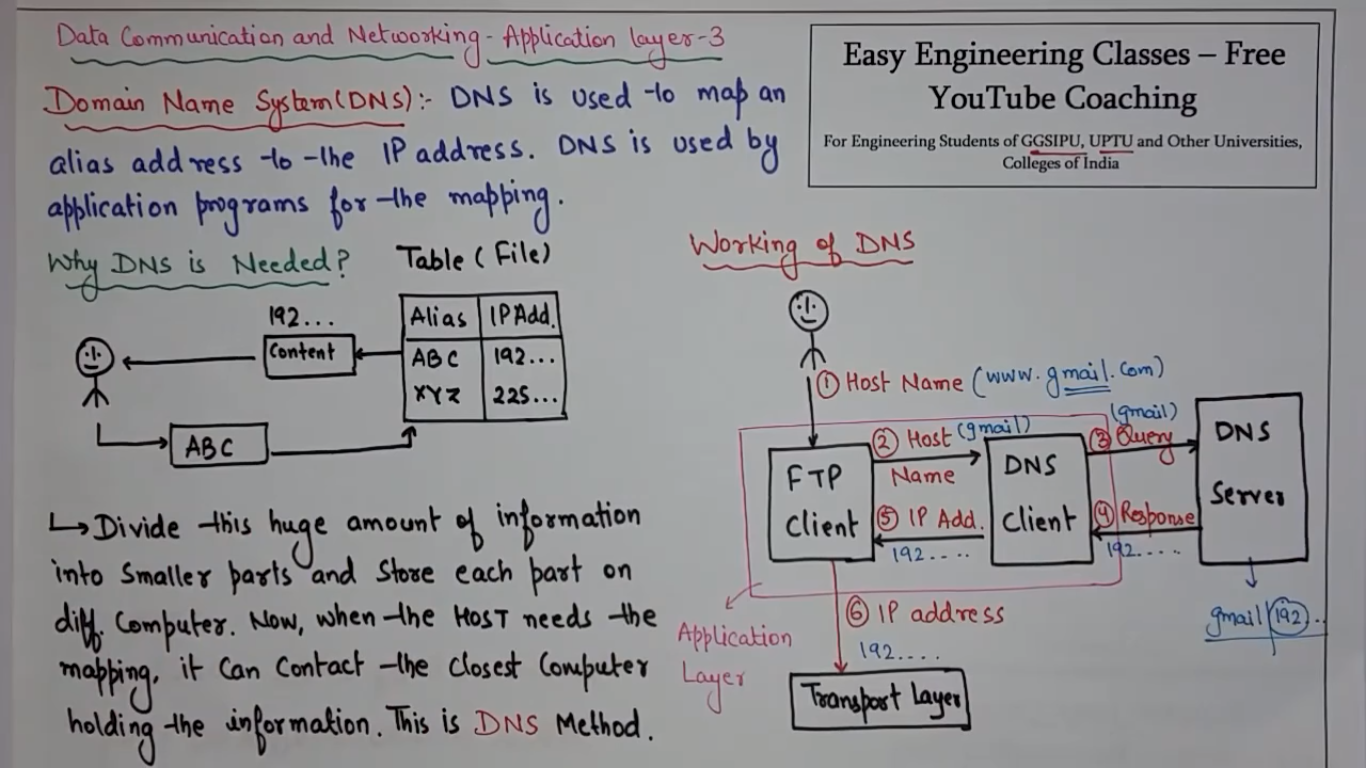 Data Communication and Networking - Application layer-3
Easy Engineering Classes – Free
YouTube Coaching
For Engineering Students of GGSIPU, UPTU and Other Universities,
Colleges of India
Domain Name System(DNS):- DNS is used to map an
alias address to the IP address. DNS is used by
application programs for the mapping.
Why DNS is Needed?
Table (File)
192...
Content
Alias IP Add.
ABC 192...
XYZ 225...
ABC
↳ Divide this huge amount of information
into smaller parts and store each part on
diff. Computer. Now, when the HOST needs the
mapping, it can contact the closest computer
holding the information. This is DNS Method.
Working of DNS
① Host Name (www.gmail.com)
② Host (gmail)
Name
(gmail)
③ Query
FTP
Client
DNS
Client
DNS
Server
④ Response
192.....
⑤ IP Add.
192.....
gmail/192..
⑥ IP address
192....
Application
Layer
Transport Layer